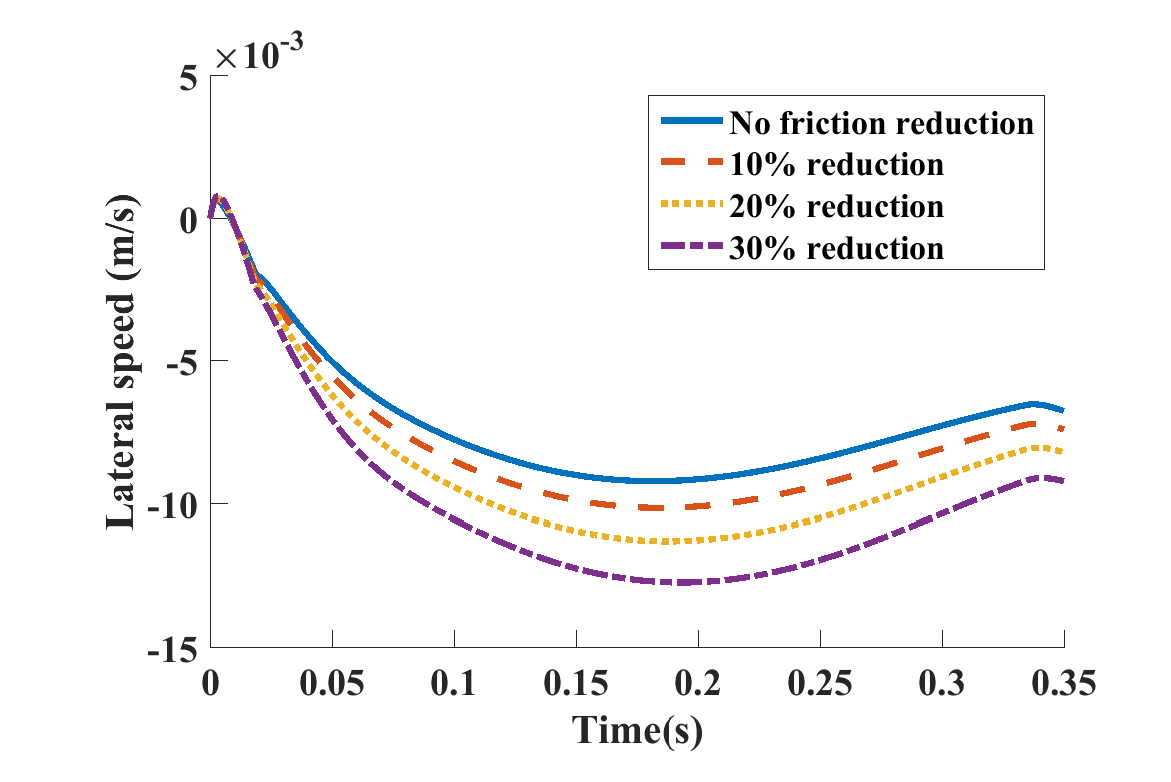 ×10-3
5
0
-5
-10
-15
Lateral speed (m/s)
No friction reduction
10% reduction
20% reduction
30% reduction
0 0.05 0.1 0.15 0.2 0.25 0.3 0.35
Time(s)